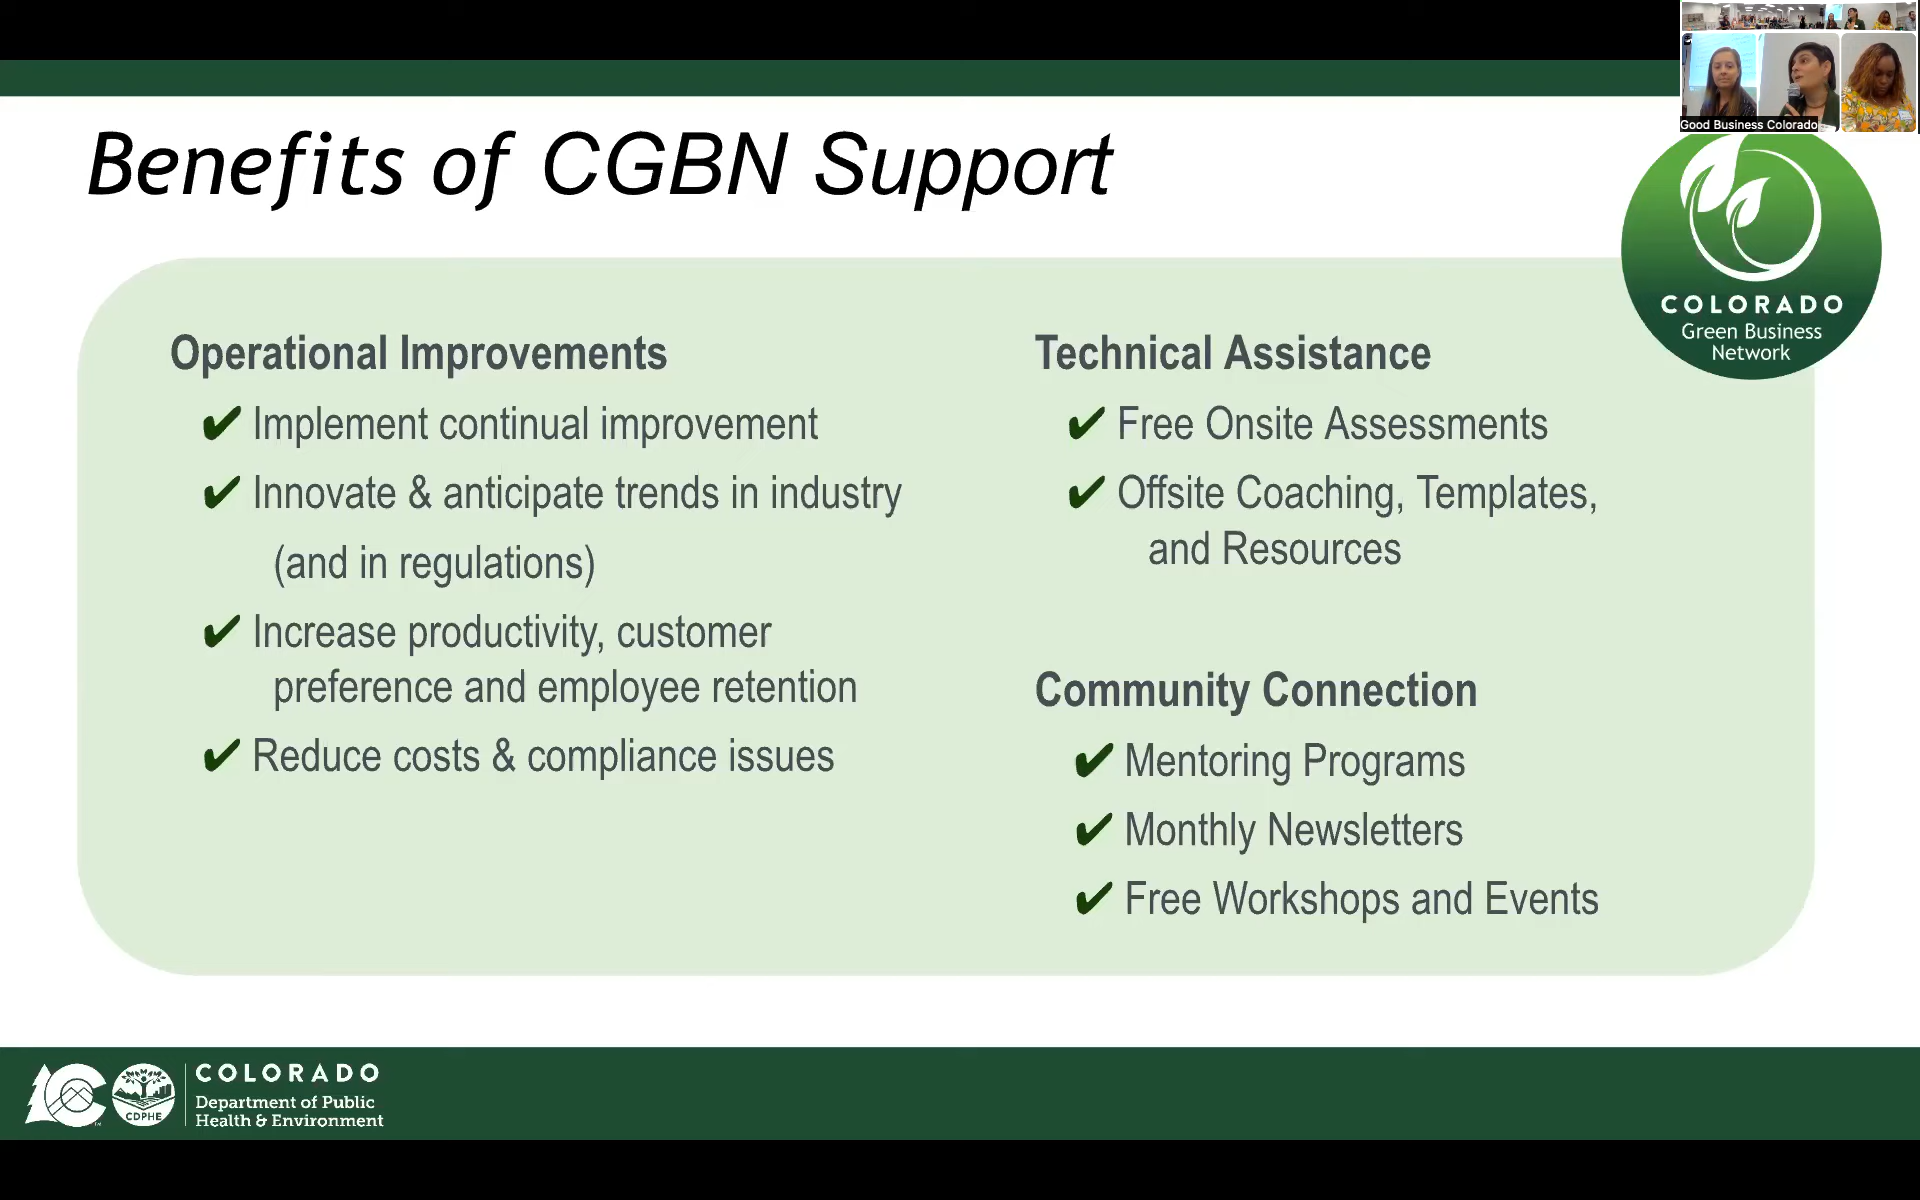 Good Business Colorado
Benefits of CGBN Support
COLORADO
Green Business
Network
Operational Improvements
✔ Implement continual improvement
✔ Innovate & anticipate trends in industry
(and in regulations)
✔ Increase productivity, customer
preference and employee retention
✔ Reduce costs & compliance issues
Technical Assistance
✔ Free Onsite Assessments
✔ Offsite Coaching, Templates,
and Resources
Community Connection
✔ Mentoring Programs
✔ Monthly Newsletters
✔ Free Workshops and Events
CDPHE
COLORADO
Department of Public
Health & Environment